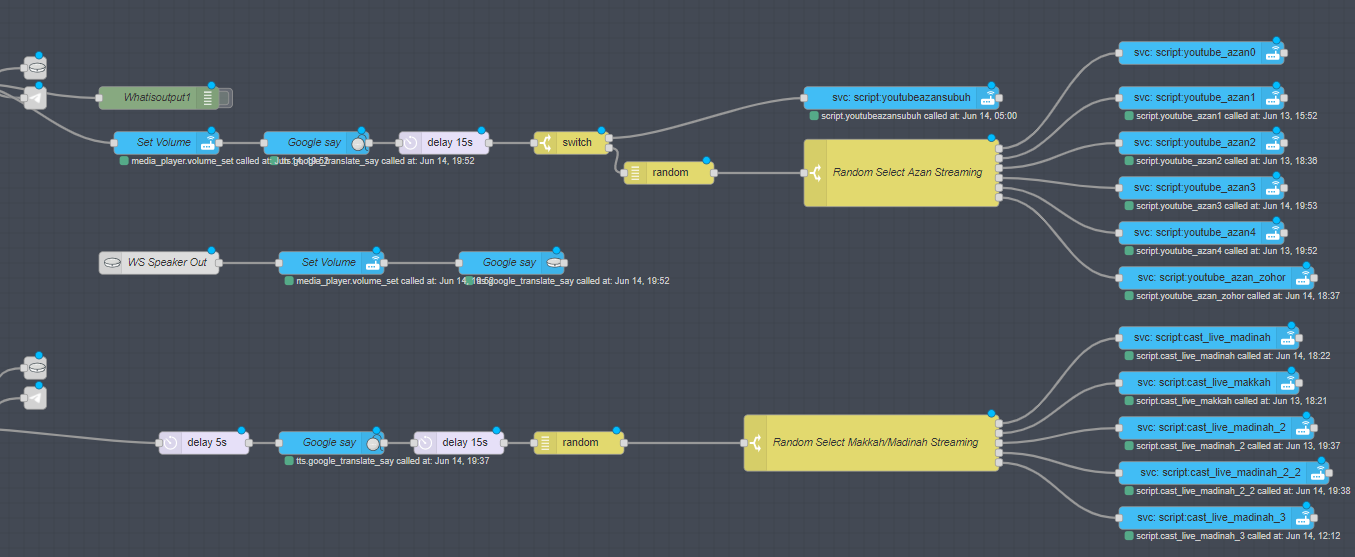 svc: script:youtube_azan0
Whatisoutput1
svc: script:youtubeazansubuh
script.youtubeazansubuh called at: Jun 14, 05:00
svc: script:youtube_azan1
script.youtube_azan1 called at: Jun 13, 15:52
Set Volume
media_player.volume_set called at:
Google say
google_translate_say called at: Jun 14, 19:52
delay 15s
switch
random
Random Select Azan Streaming
svc: script:youtube_azan2
script.youtube_azan2 called at: Jun 13, 18:36
svc: script:youtube_azan3
script.youtube_azan3 called at: Jun 14, 19:53
svc: script:youtube_azan4
script.youtube_azan4 called at: Jun 13, 19:52
svc: script:youtube_azan_zohor
script.youtube_azan_zohor called at: Jun 14, 18:37
WS Speaker Out
Set Volume
media_player.volume_set called at: Jun
Google say
google_translate_say called at: Jun 14, 19:52
svc: script:cast_live_madinah
script.cast_live_madinah called at: Jun 14, 18:22
svc: script:cast_live_makkah
script.cast_live_makkah called at: Jun 13, 18:21
delay 5s
Google say
tts.google_translate_say called at: Jun 14, 19:37
delay 15s
random
Random Select Makkah/Madinah Streaming
svc: script:cast_live_madinah_2
script.cast_live_madinah_2 called at: Jun 13, 19:37
svc: script:cast_live_madinah_2_2
script.cast_live_madinah_2_2 called at: Jun 14, 19:38
svc: script:cast_live_madinah_3
script.cast_live_madinah_3 called at: Jun 14, 12:12